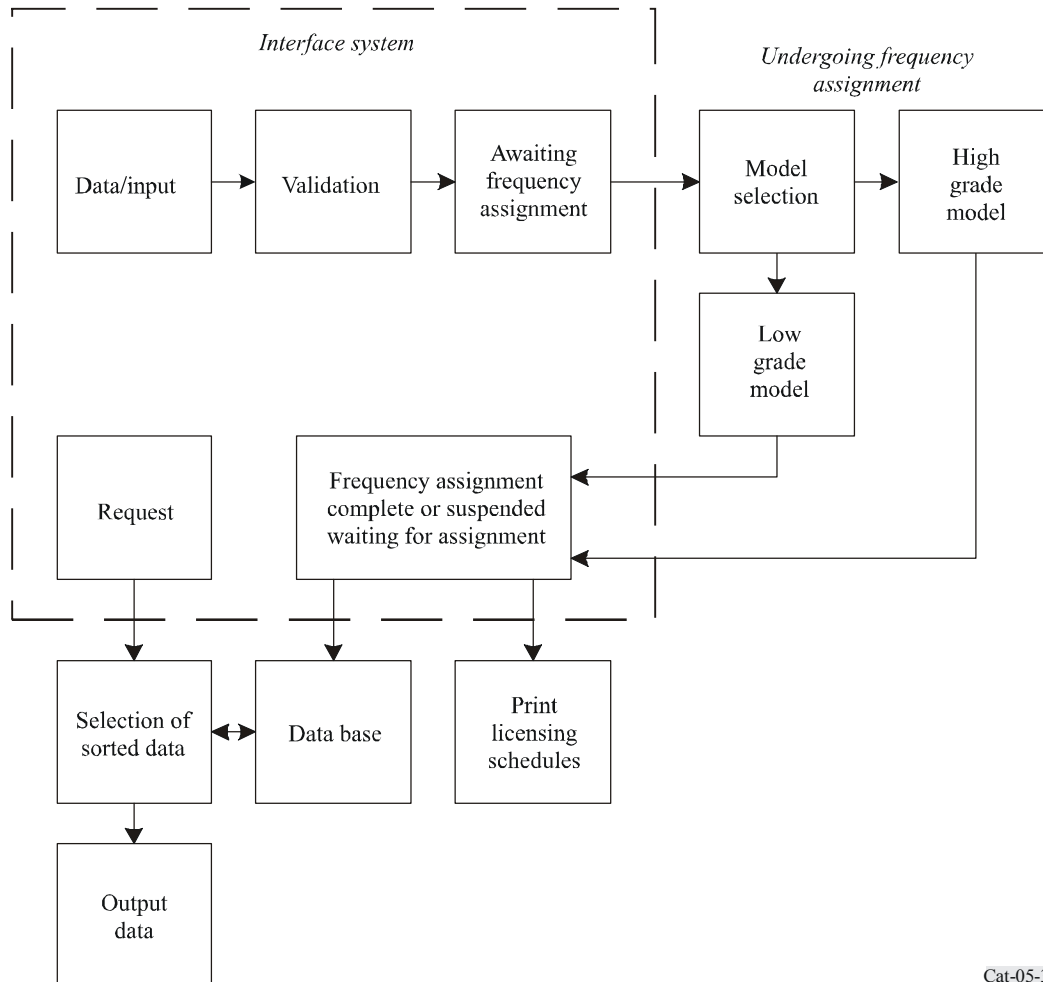 Interface system
Undergoing frequency
assignment
Data/input
Validation
Awaiting
frequency
assignment
Model
selection
High
grade
model
Low
grade
model
Request
Frequency assignment
complete or suspended
waiting for assignment
Selection of
sorted data
Data base
Print
licensing
schedules
Output
data
Cat-05-